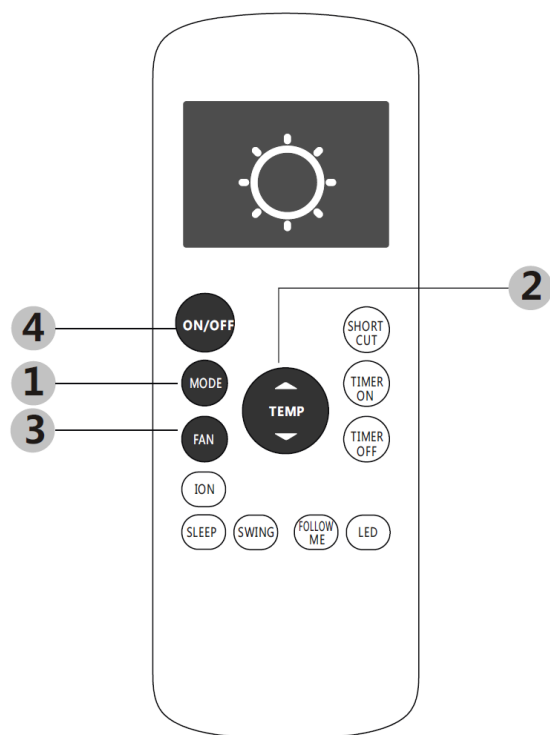 2
4
ON/OFF
SHORT
CUT
1
MODE
TEMP
TIMER
ON
3
FAN
TIMER
OFF
ION
SLEEP
SWING
FOLLOW
ME
LED